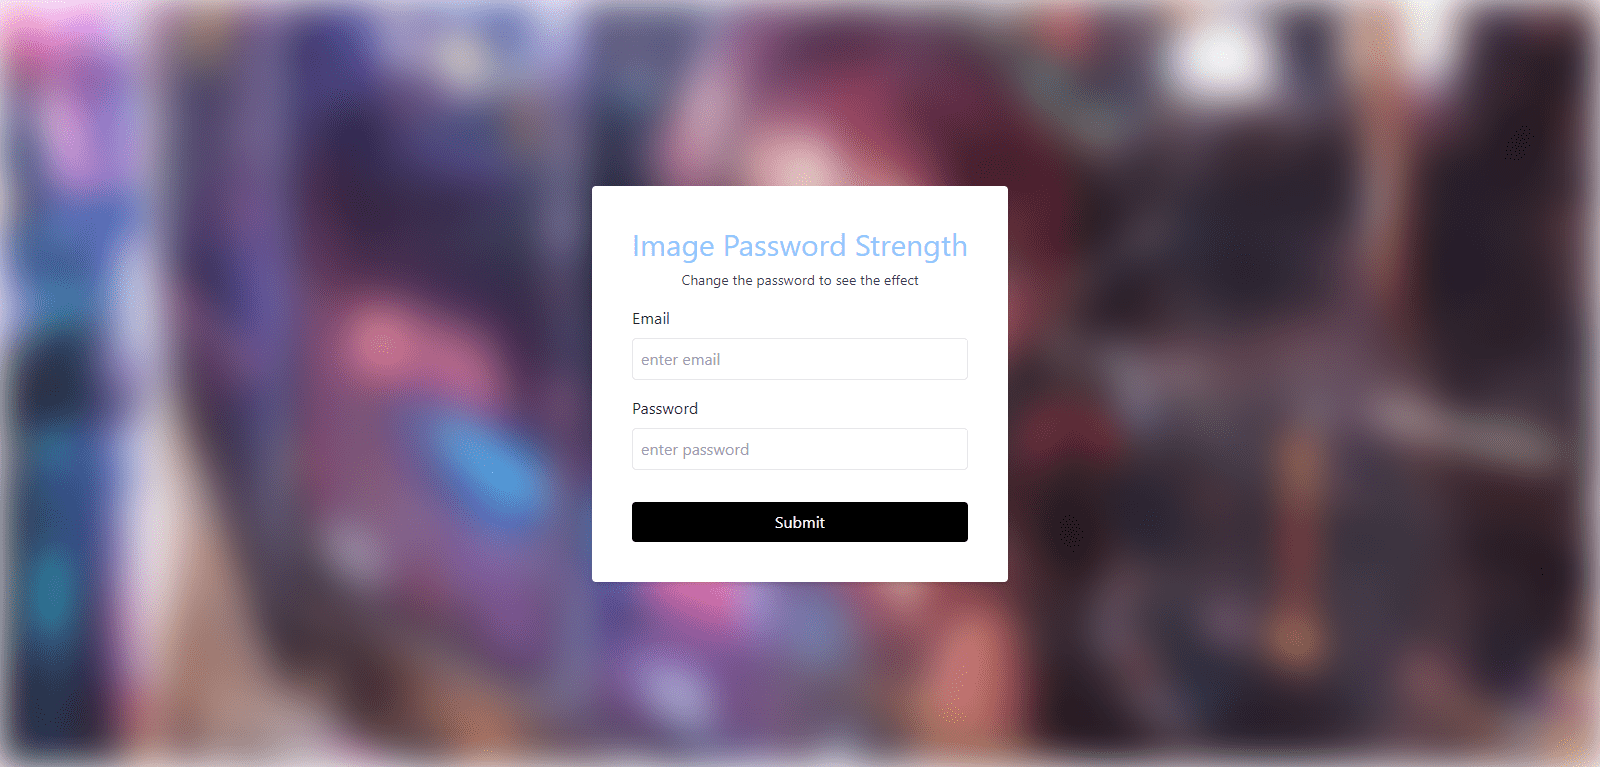 Image Password Strength
Change the password to see the effect
Email
enter email
Password
enter password
Submit